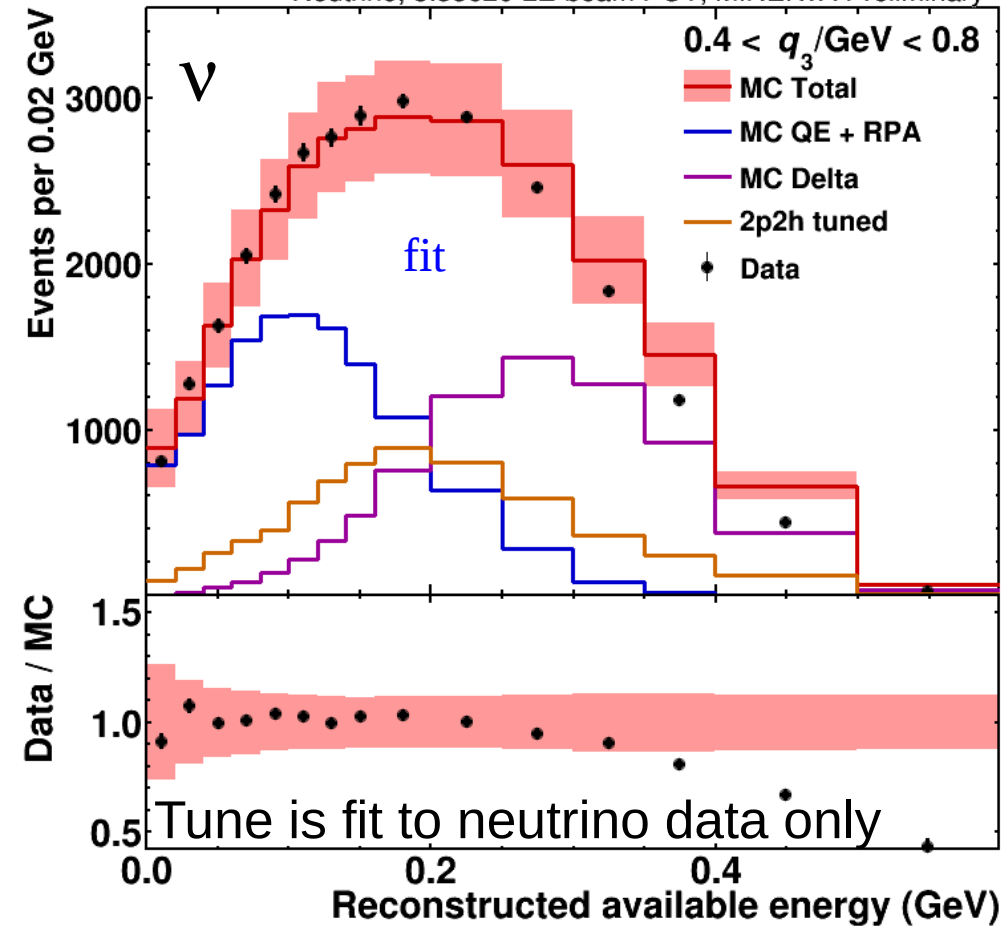 0.4 < q3/GeV < 0.8
ν
MC Total
MC QE + RPA
MC Delta
2p2h tuned
Data
fit
Events per 0.02 GeV
3000
2000
1000
Data / MC
1.5
1.0
0.5
Tune is fit to neutrino data only
0.0
0.2
0.4
Reconstructed available energy (GeV)